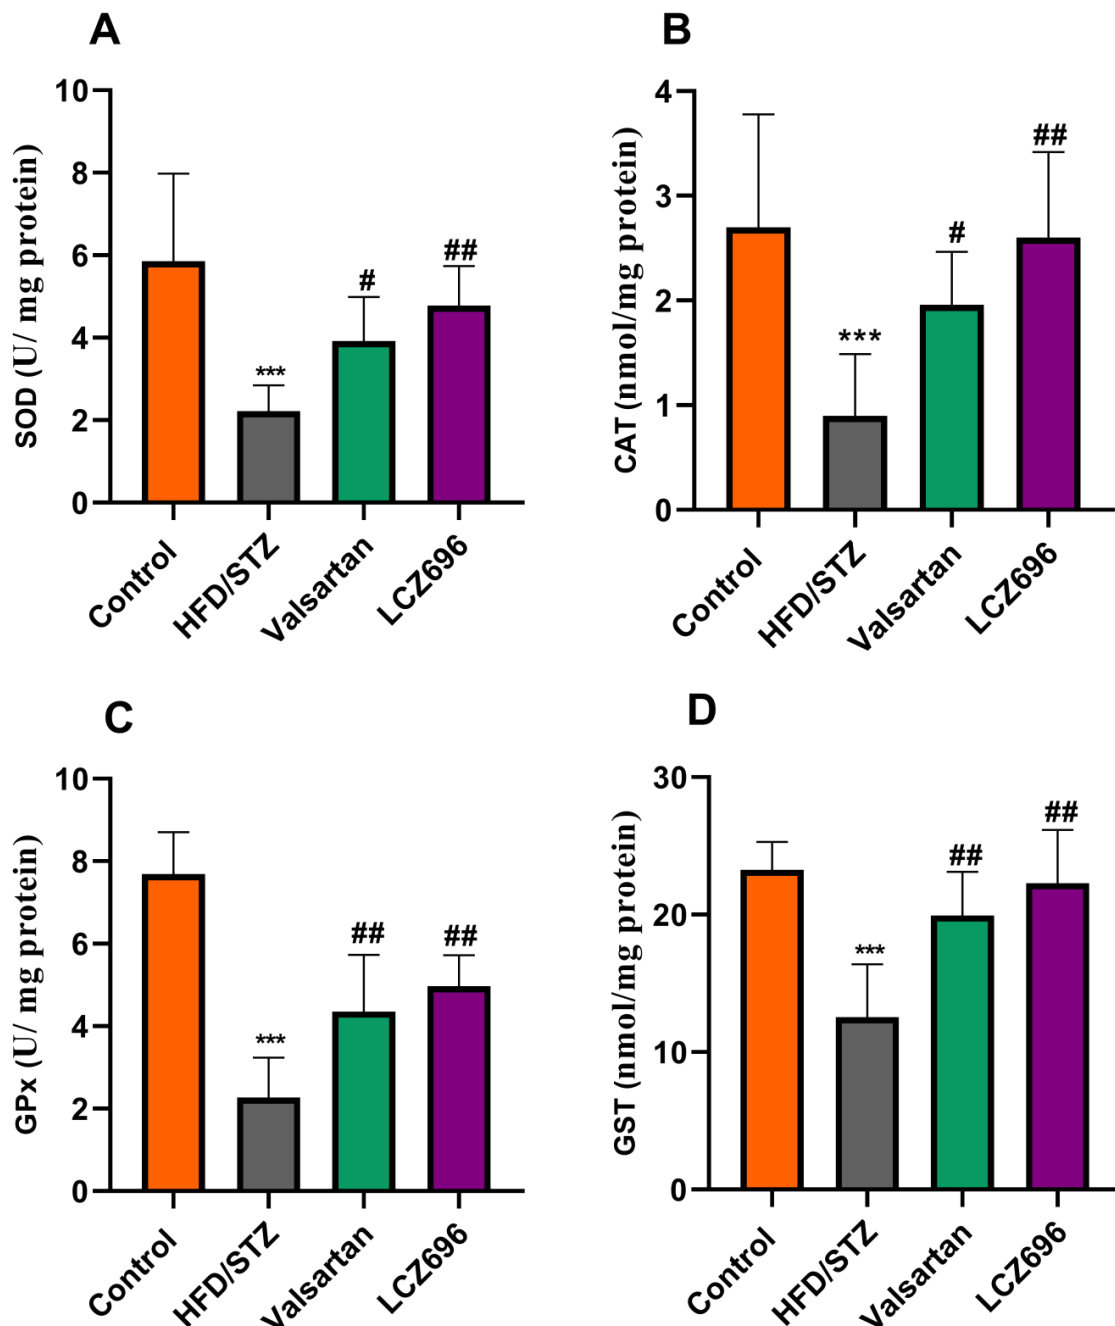 A
SOD (U/ mg protein)
10
8
6
4
2
0
***
#
##
Control
HFD/STZ
Valsartan
LCZ696
B
CAT (nmol/mg protein)
4
3
2
1
0
***
#
##
Control
HFD/STZ
Valsartan
LCZ696
C
GPx (U/ mg protein)
10
8
6
4
2
0
***
##
##
Control
HFD/STZ
Valsartan
LCZ696
D
GST (nmol/mg protein)
30
20
10
0
***
##
##
Control
HFD/STZ
Valsartan
LCZ696